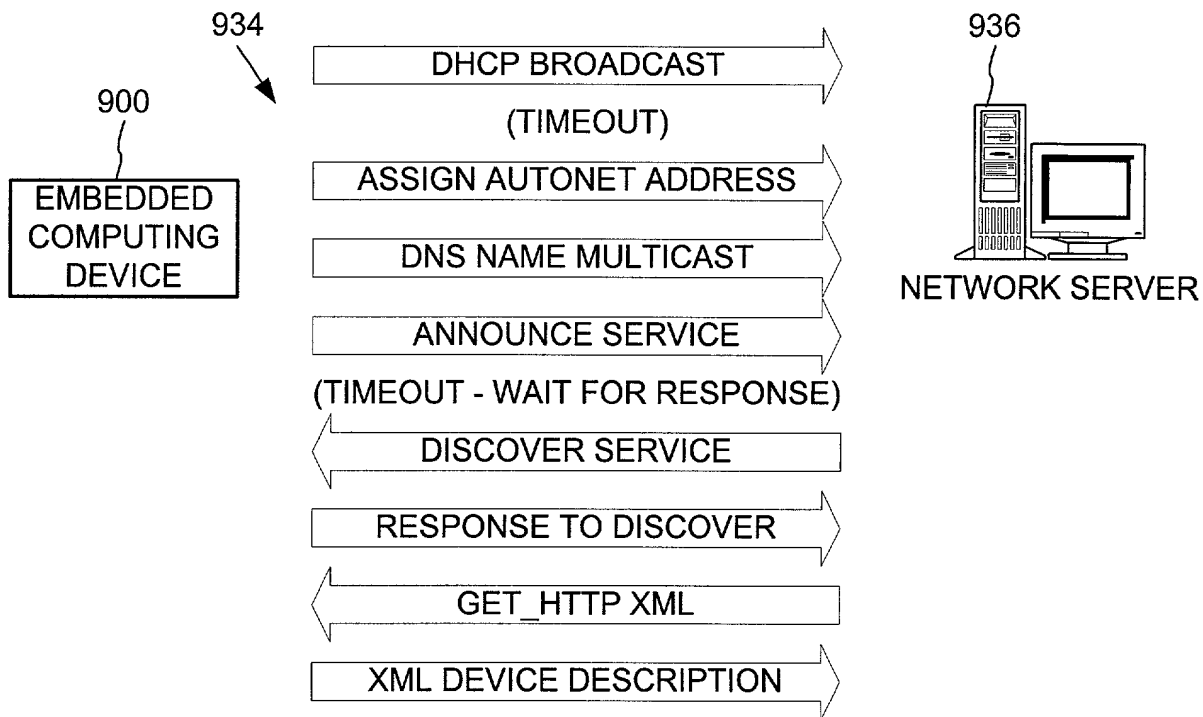 934
936
DHCP BROADCAST
900
(TIMEOUT)
EMBEDDED
COMPUTING
DEVICE
ASSIGN AUTONET ADDRESS
DNS NAME MULTICAST
NETWORK SERVER
ANNOUNCE SERVICE
(TIMEOUT - WAIT FOR RESPONSE)
DISCOVER SERVICE
RESPONSE TO DISCOVER
GET_HTTP XML
XML DEVICE DESCRIPTION